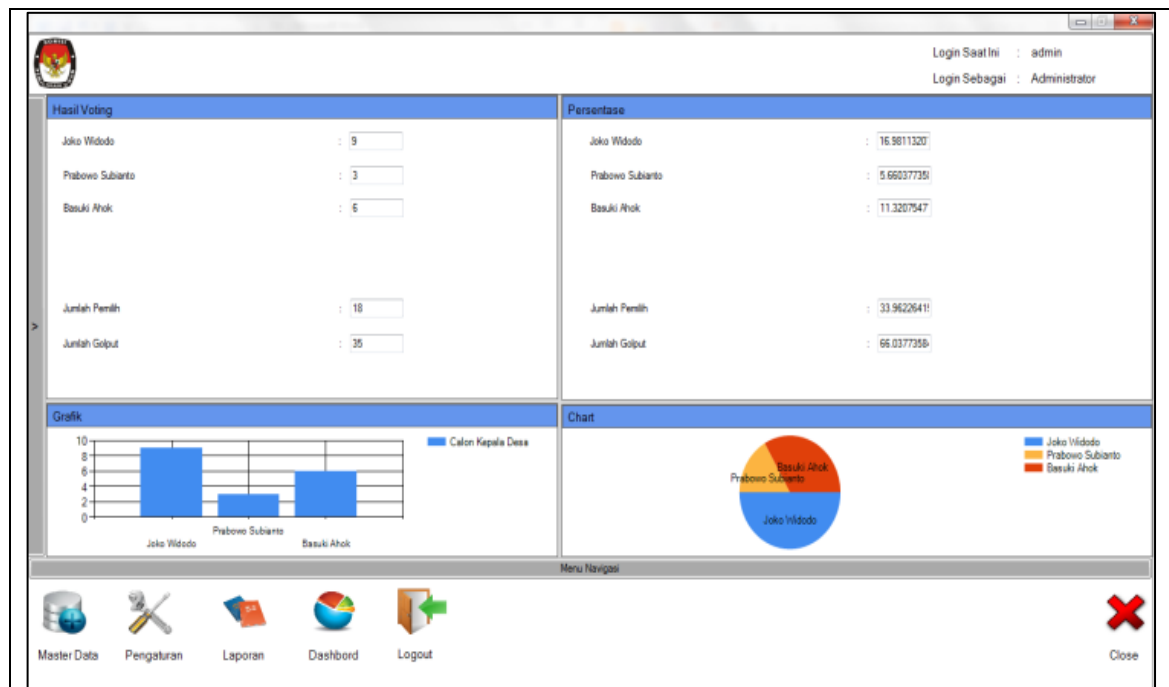 Login Saat Ini : admin
Login Sebagai : Administrator
Hasil Voting
Joko Widodo : 9
Prabowo Subianto : 3
Basuki Ahok : 6
Jumlah Pemilih : 18
Jumlah Golput : 35
Persentase
Joko Widodo : 16.9811320
Prabowo Subianto : 5.66037735
Basuki Ahok : 11.3207547
Jumlah Pemilih : 33.9622641
Jumlah Golput : 66.0377358
>
Grafik
10
8
6
4
2
0
Joko Widodo
Prabowo Subianto
Basuki Ahok
Calon Kepala Desa
Chart
Basuki Ahok
Prabowo Subianto
Joko Widodo
Joko Widodo
Prabowo Subianto
Basuki Ahok
Menu Navigasi
Master Data
Pengaturan
Laporan
Dashbord
Logout
Close